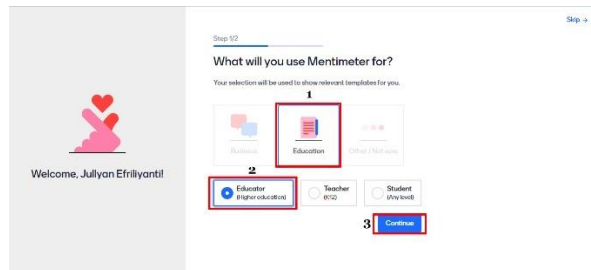 Skip →
Step 1/2
What will you use Mentimeter for?
Your selection will be used to show relevant templates for you.
1
Business
Education
Other / Not sure
2
Welcome, Jullyan Efriliyanti!
Educator
(Higher education)
Teacher
(K12)
Student
(Any level)
3
Continue